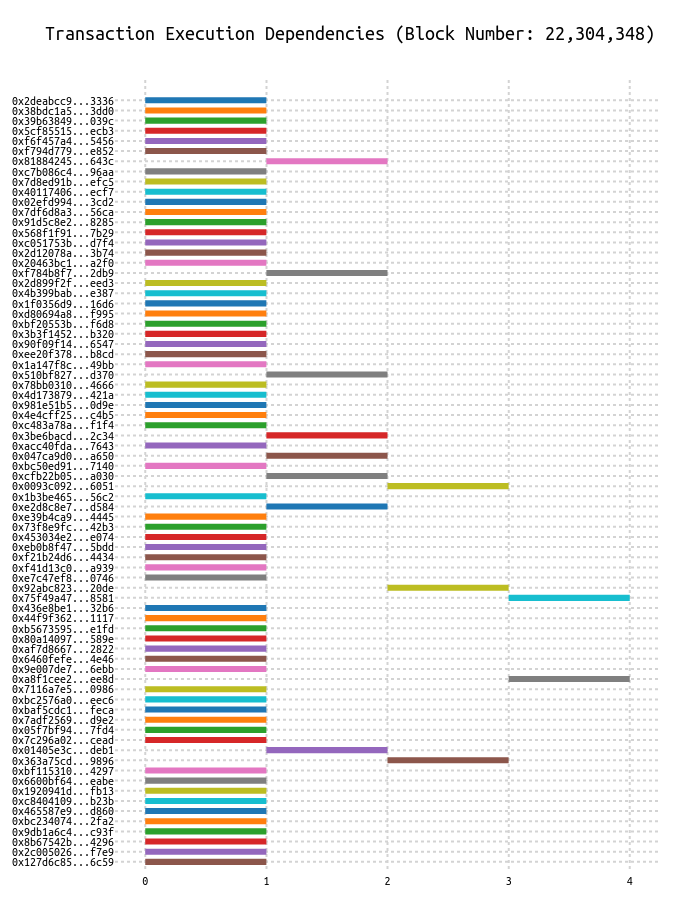 Transaction Execution Dependencies (Block Number: 22,304,348)
0x2deabcc9...3336
0x38bdc1a5...3dd0
0x39b63849...039c
0x5cf85515...ecb3
0xf6f457a4...5456
0xf794d779...e852
0x81884245...643c
0xc7b086c4...96aa
0x7d8ed91b...efc5
0x40117406...ecf7
0x02efd994...3cd2
0x7df6d8a3...56ca
0x91d5c8e2...8285
0x568f1f91...7b29
0xc051753b...d7f4
0x2d12078a...3b74
0x20463bc1...a2f0
0xf784b8f7...2db9
0x2d899f2f...eed3
0x4b399bab...e387
0x1f0356d9...16d6
0xd80694a8...f995
0xbf20553b...f6d8
0x3b3f1452...b320
0x90f09f14...6547
0xee20f378...b8cd
0x1a147f8c...49bb
0x510bf827...d370
0x78bb0310...4666
0x4d173879...421a
0x981e51b5...0d9e
0x4e4cff25...c4b5
0xc483a78a...f1f4
0x3be6bacd...2c34
0xacc40fda...7643
0x047ca9d0...a650
0xbc50ed91...7140
0xcfb22b05...a030
0x0093c092...6051
0x1b3be465...56c2
0xe2d8c8e7...d584
0xe39b4ca9...4445
0x73f8e9fc...42b3
0x453034e2...e074
0xeb0b8f47...5bdd
0xf21b24d6...4434
0xf41d13c0...a939
0xe7c47ef8...0746
0x92abc823...20de
0x75f49a47...8581
0x436e8be1...32b6
0x44f9f362...1117
0xb5673595...e1fd
0x80a14097...589e
0xaf7d8667...2822
0x6460fefe...4e46
0x9e007de7...6ebb
0xa8f1cee2...ee8d
0x7116a7e5...0986
0xbc2576a0...eec6
0xbaf5cdc1...feca
0x7adf2569...d9e2
0x05f7bf94...7fd4
0x7c296a02...cead
0x01405e3c...deb1
0x363a75cd...9896
0xbf115310...4297
0x6600bf64...eabe
0x1920941d...fb13
0xc8404109...b23b
0x465587e9...d860
0xbc234074...2fa2
0x9db1a6c4...c93f
0x8b67542b...4296
0x2c005026...f7e9
0x127d6c85...6c59
0 1 2 3 4